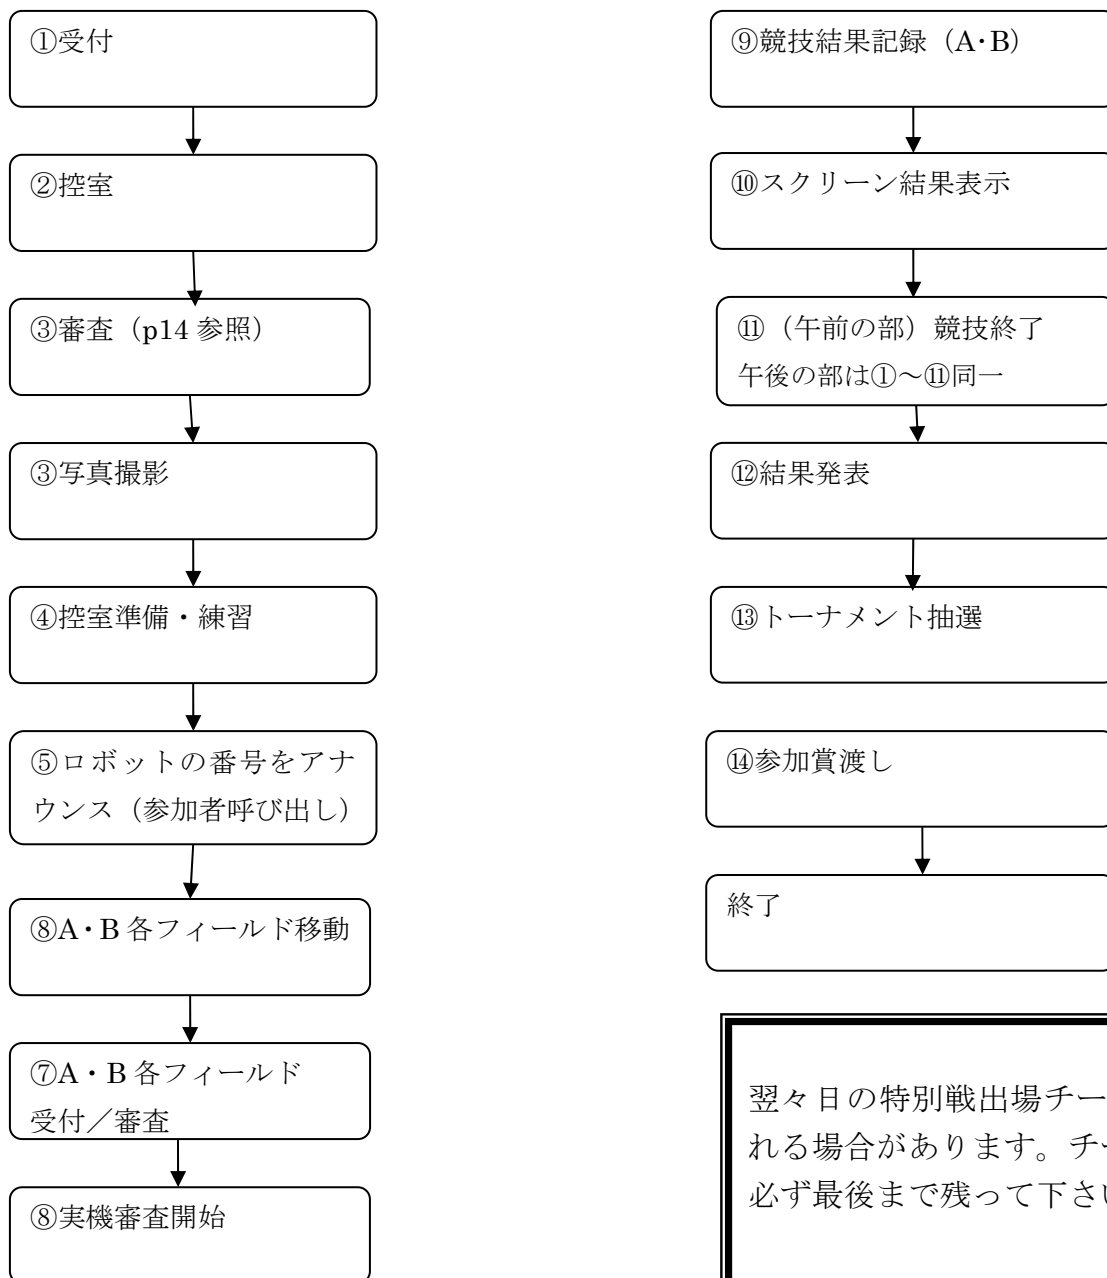 ①受付
②控室
③審査（p14 参照）
③写真撮影
④控室準備・練習
⑤ロボットの番号をアナ
ウンス（参加者呼び出し）
⑧A・B 各フィールド移動
⑦A・B 各フィールド
受付／審査
⑧実機審査開始
⑨競技結果記録（A・B）
⑩スクリーン結果表示
⑪（午前の部）競技終了
午後の部は①～⑪同一
⑫結果発表
⑬トーナメント抽選
⑭参加賞渡し
終了
翌々日の特別戦出場チー
れる場合があります。チ
必ず最後まで残って下さ